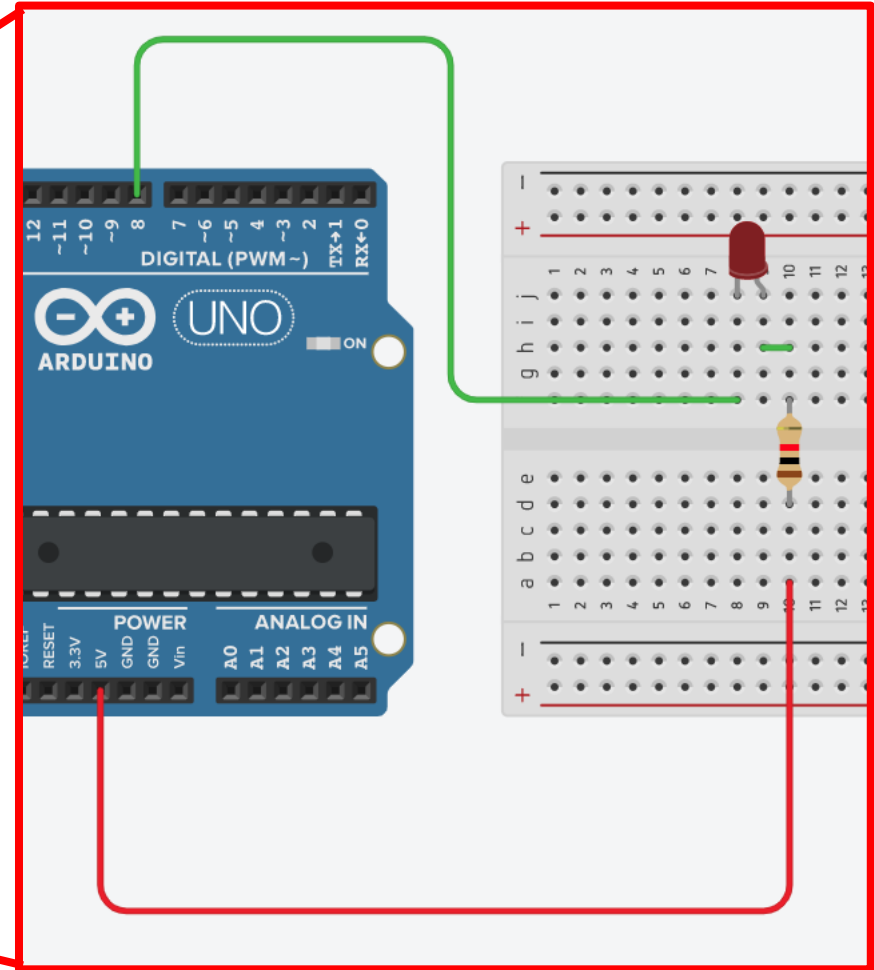 12 ~11 ~10 ~9 8 7 ~6 ~5 4 ~3 2 TX→1 RX←0
DIGITAL (PWM~)
UNO
ON
ARDUINO
POWER
ANALOG IN
RESET 3.3V 5V GND GND Vin A0 A1 A2 A3 A4 A5
−
+
1 2 3 4 5 6 7 10 11 12
j
i
h
g
e
d
c
b
a
1 2 3 4 5 6 7 8 9 10 11 12
−
+